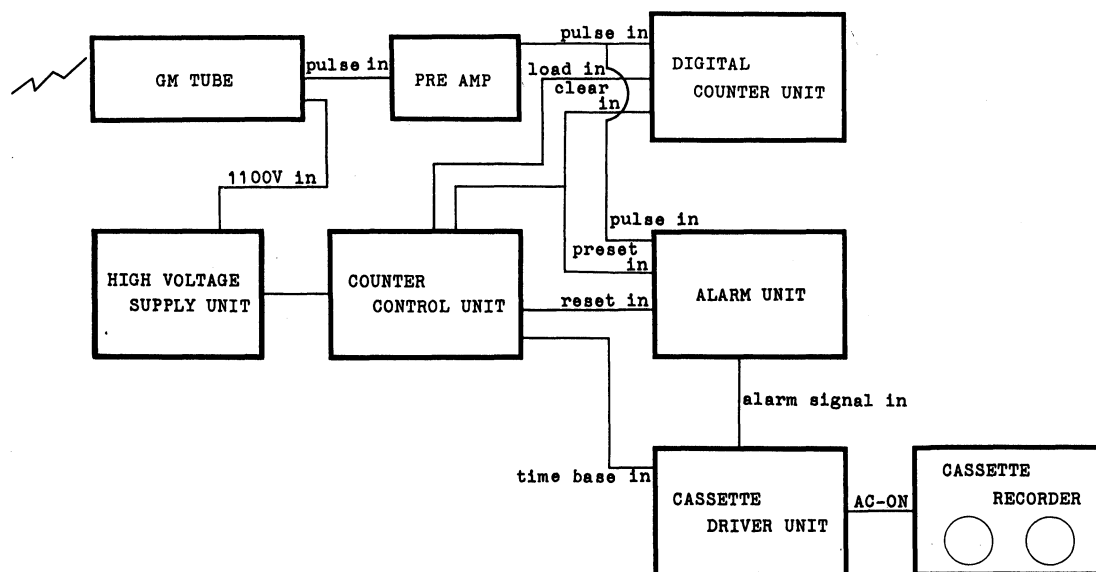 GM TUBE
pulse in
PRE AMP
pulse in
load in
clear
in
DIGITAL
COUNTER UNIT
1100V in
HIGH VOLTAGE
SUPPLY UNIT
COUNTER
CONTROL UNIT
pulse in
preset
in
reset in
ALARM UNIT
alarm signal in
time base in
CASSETTE
DRIVER UNIT
AC-ON
CASSETTE
RECORDER